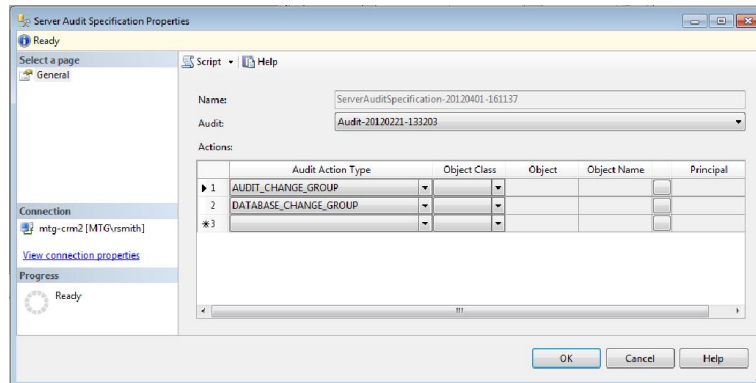 Server Audit Specification Properties
Ready
Select a page
General
Script Help
Name: ServerAuditSpecification-20120401-161137
Audit: Audit-20120221-133203
Actions:
Audit Action Type Object Class Object Object Name Principal
1 AUDIT_CHANGE_GROUP
2 DATABASE_CHANGE_GROUP
*3
Connection
mtg-crm2 [MTG\rsmith]
View connection properties
Progress
Ready
OK Cancel Help